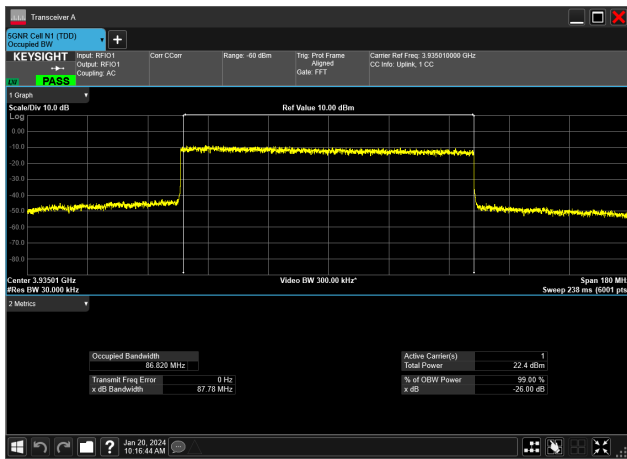 Transceiver A
5GNR Cell N1 (TDD)
Occupied BW
KEYSIGHT
Input: RFIO1
Output: RFIO1
Coupling: AC
Corr CCorr
Range: -60 dBm
Trig: Prot Frame
Aligned
Gate: FFT
Carrier Ref Freq: 3.935010000 GHz
CC Info: Uplink, 1 CC
PASS
1 Graph
Scale/Div 10.0 dB
Ref Value 10.00 dBm
Log
0.00
-10.0
-20.0
-30.0
-40.0
-50.0
-60.0
-70.0
-80.0
Center 3.93501 GHz
Video BW 300.00 kHz*
Span 180 MH
#Res BW 30.000 kHz
Sweep 238 ms (6001 pts
2 Metrics
Occupied Bandwidth
86.820 MHz
Transmit Freq Error 0 Hz
x dB Bandwidth 87.78 MHz
Active Carrier(s) 1
Total Power 22.4 dBm
% of OBW Power 99.00 %
x dB -26.00 dB
Jan 20, 2024
10:16:44 AM